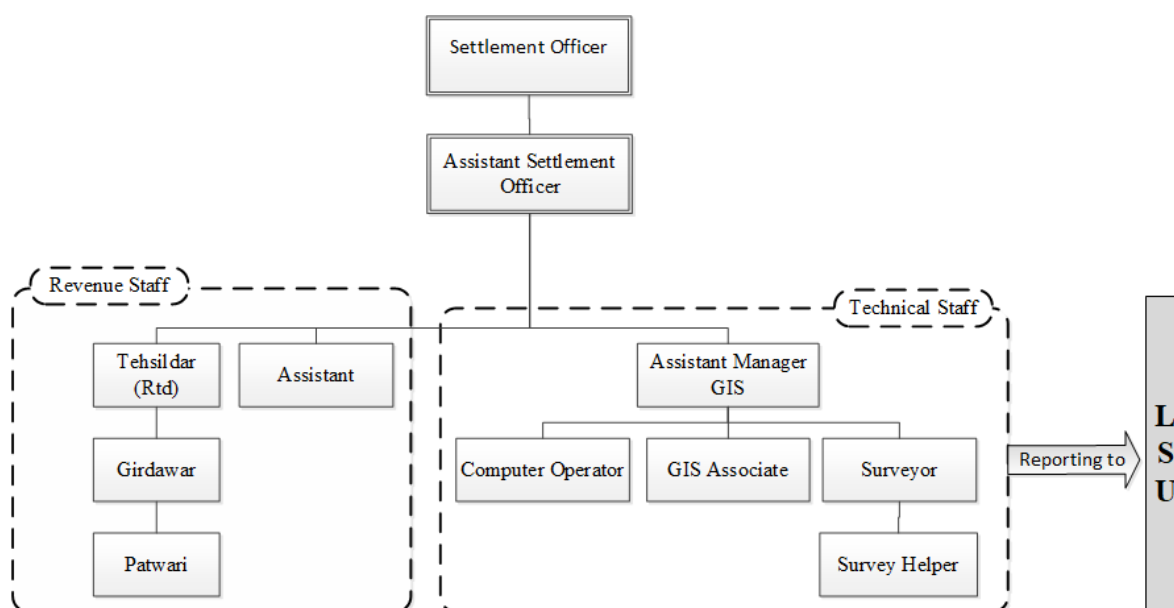 Settlement Officer
Assistant Settlement
Officer
Revenue Staff
Technical Staff
Tehsildar
(Rtd)
Assistant
Assistant Manager
GIS
Girdawar
Computer Operator
GIS Associate
Surveyor
Patwari
Survey Helper
Reporting to
L
S
U